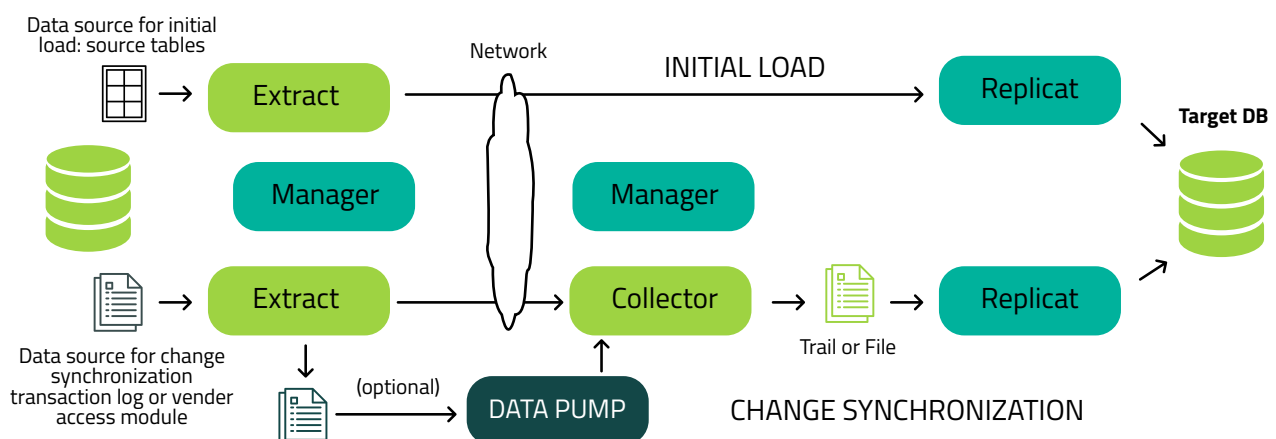 Data source for initial
load: source tables
Network
INITIAL LOAD
Extract
Replicat
Target DB
Manager
Manager
Extract
Collector
Replicat
Trail or File
Data source for change
synchronization
transaction log or vender
access module
(optional)
DATA PUMP
CHANGE SYNCHRONIZATION